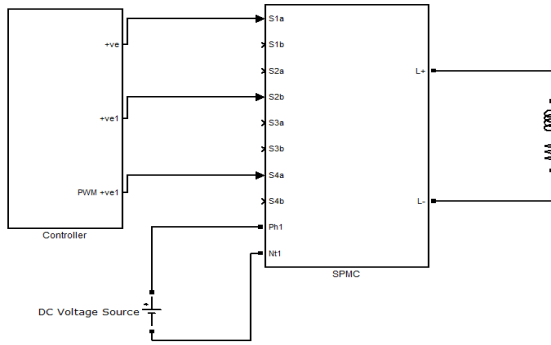 +ve
+ve1
PWM +ve1
Controller
S1a
S1b
S2a
S2b
S3a
S3b
S4a
S4b
Ph1
Nt1
L+
L-
SPMC
DC Voltage Source